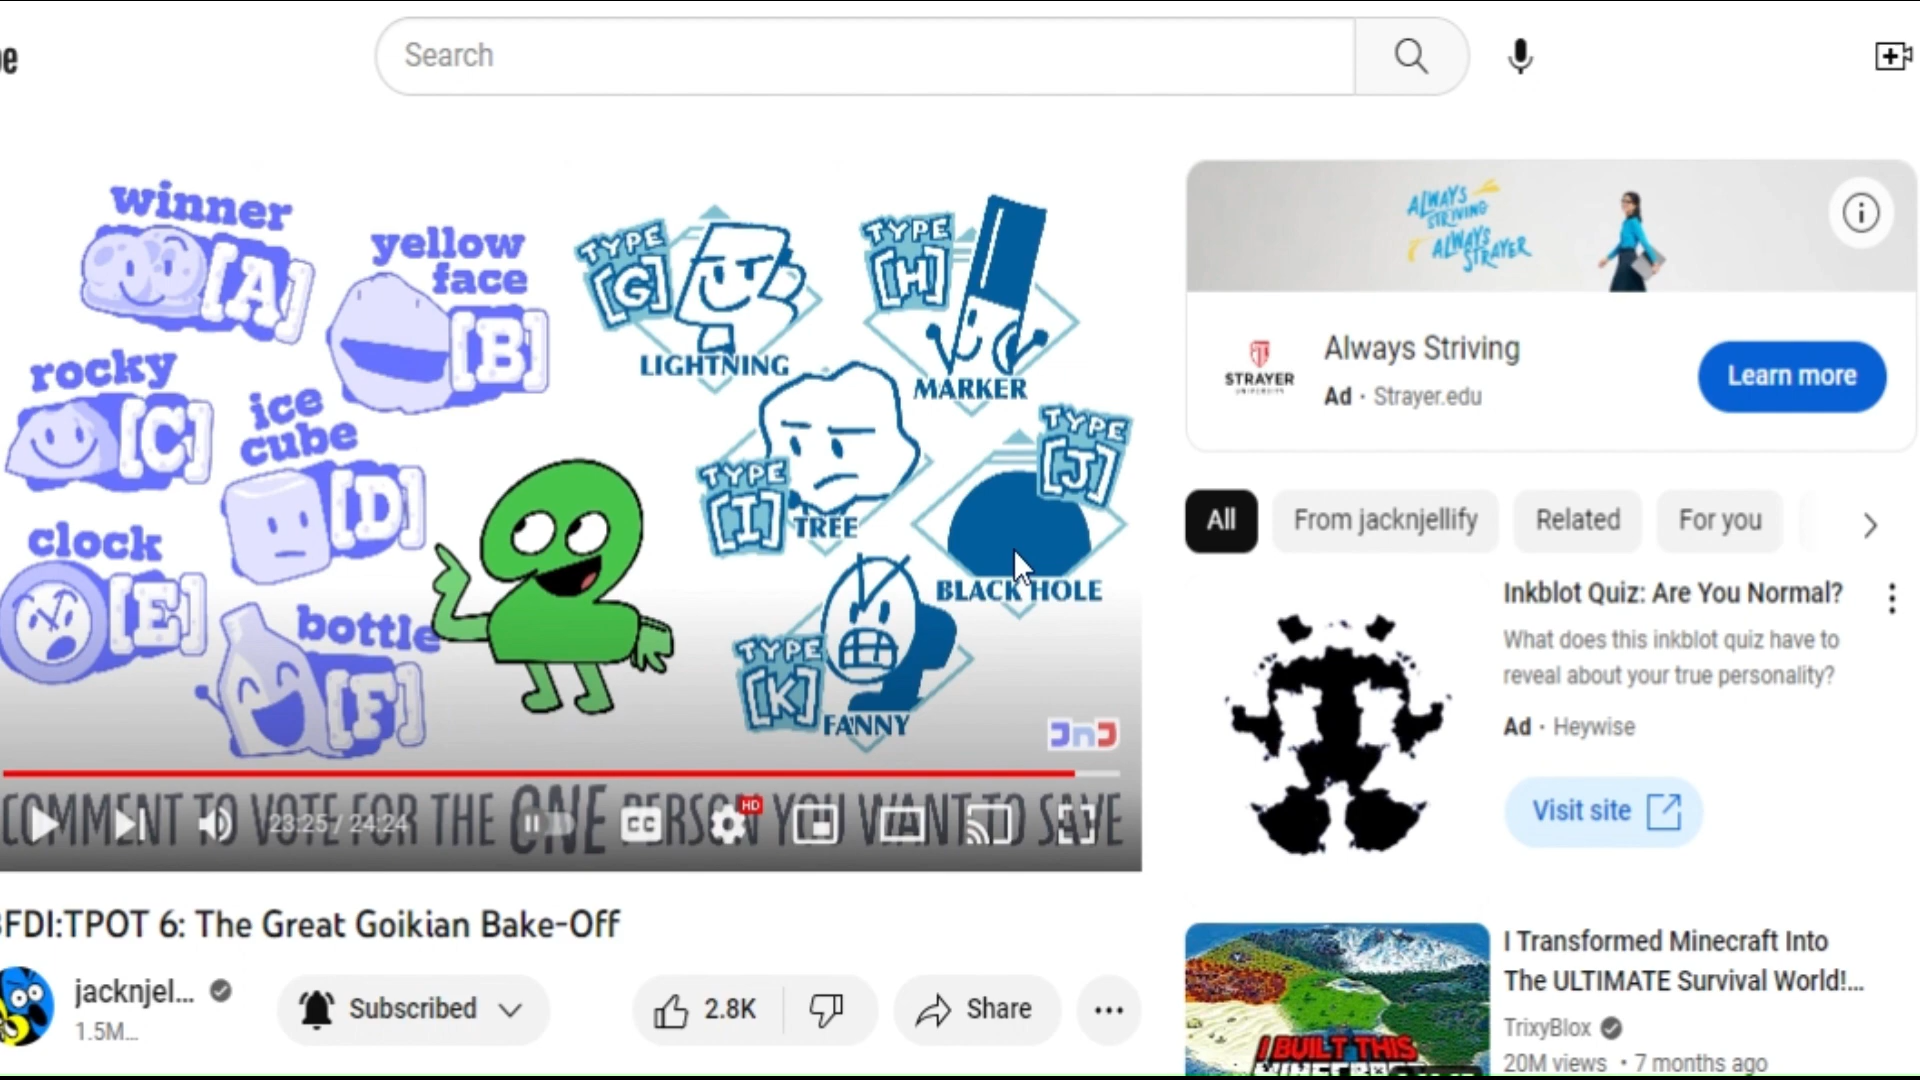 Search
winner
[A]
yellow
face
[B]
rocky
[C]
ice
cube
[D]
clock
[E]
bottle
[F]
TYPE
[G]
LIGHTNING
TYPE
[H]
MARKER
TYPE
[I]
TREE
TYPE
[J]
BLACK HOLE
TYPE
[K]
FANNY
JnJ
COMMENT TO VOTE FOR THE ONE PERSON YOU WANT TO SAVE
23:25 / 24:24
CC
HD
FDI:TPOT 6: The Great Goikian Bake-Off
jacknjel...
1.5M...
Subscribed
2.8K
Share
ALWAYS
STRIVING
ALWAYS
STRAYER
STRAYER
UNIVERSITY
Always Striving
Ad · Strayer.edu
Learn more
All
From jacknjellify
Related
For you
Inkblot Quiz: Are You Normal?
What does this inkblot quiz have to
reveal about your true personality?
Ad · Heywise
Visit site
I BUILT THIS
I Transformed Minecraft Into
The ULTIMATE Survival World!...
TrixyBlox
20M views · 7 months ago